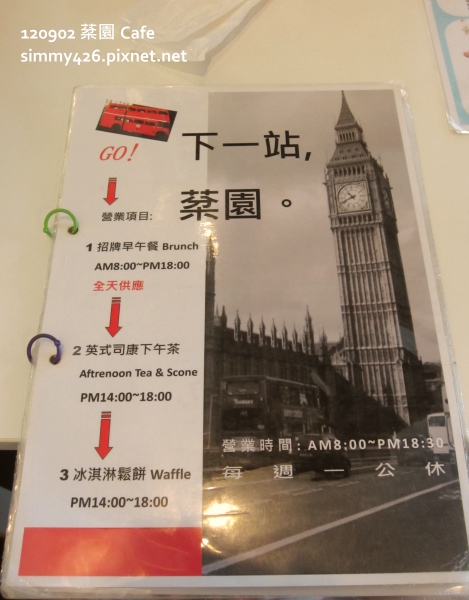 120902 蔡園 Cafe
simmy426.pixnet.net
GO!
下一站,
蔡園。
營業項目:
1 招牌早午餐 Brunch
AM8:00~PM18:00
全天供應
2 英式司康下午茶
Aftrenoon Tea & Scone
PM14:00~18:00
營業時間: AM8:00~PM18:30
每週一公休
3 冰淇淋鬆餅 Waffle
PM14:00~18:00